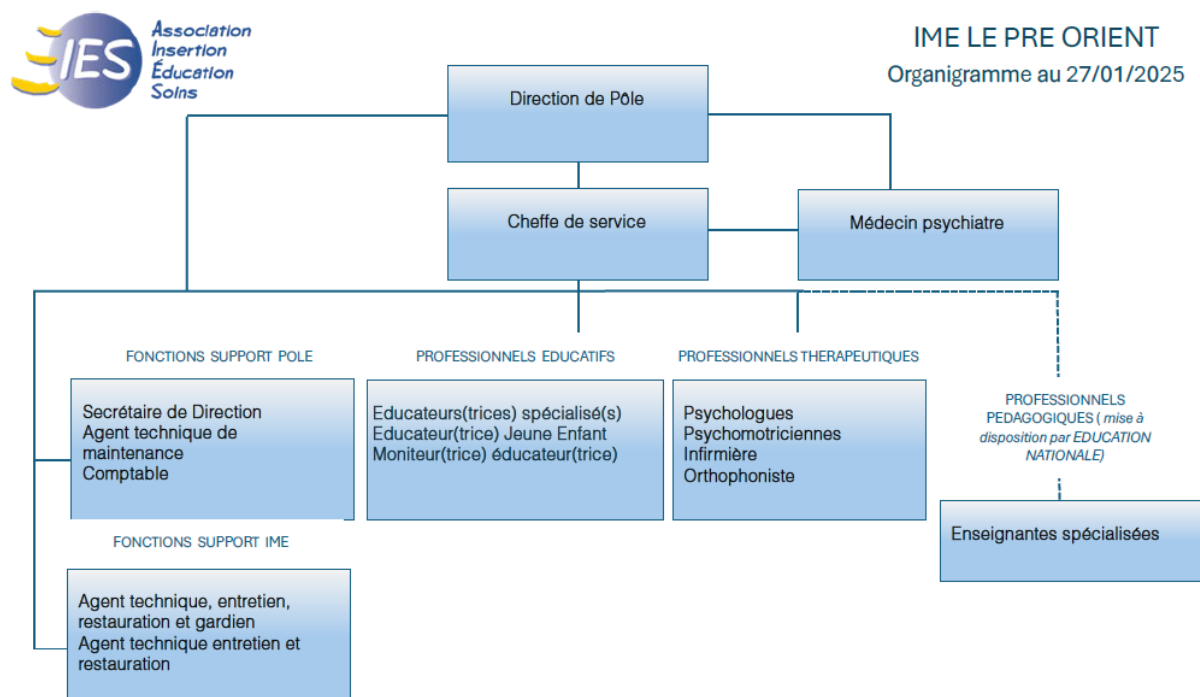 IES
Association
Insertion
Éducation
Soins
IME LE PRE ORIENT
Organigramme au 27/01/2025
Direction de Pôle
Cheffe de service
Médecin psychiatre
FONCTIONS SUPPORT POLE
Secrétaire de Direction
Agent technique de
maintenance
Comptable
PROFESSIONNELS EDUCATIFS
Educateurs(trices) spécialisé(s)
Educateur(trice) Jeune Enfant
Moniteur(trice) éducateur(trice)
PROFESSIONNELS THERAPEUTIQUES
Psychologues
Psychomotriciennes
Infirmière
Orthophoniste
PROFESSIONNELS
PEDAGOGIQUES ( mise à
disposition par EDUCATION
NATIONALE)
Enseignantes spécialisées
FONCTIONS SUPPORT IME
Agent technique, entretien,
restauration et gardien
Agent technique entretien et
restauration